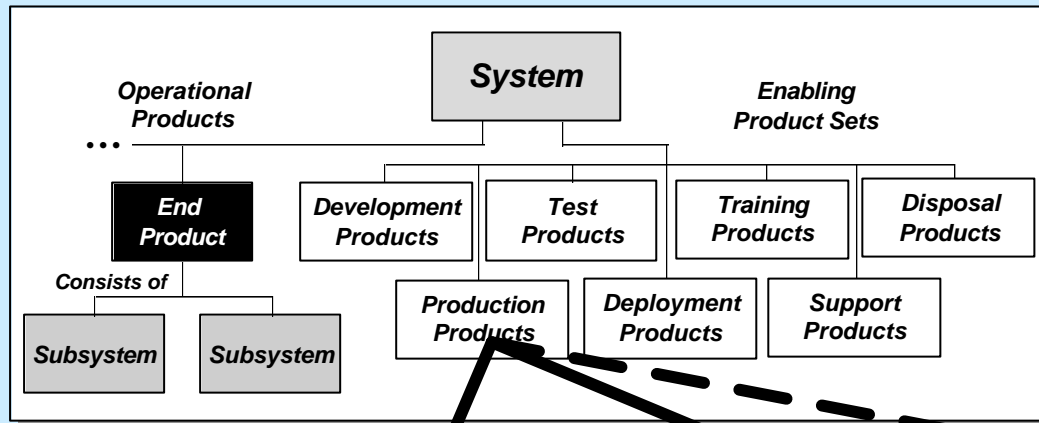 System
Operational
Products
Enabling
Product Sets
...
End
Product
Development
Products
Test
Products
Training
Products
Disposal
Products
Consists of
Production
Products
Deployment
Products
Support
Products
Subsystem
Subsystem